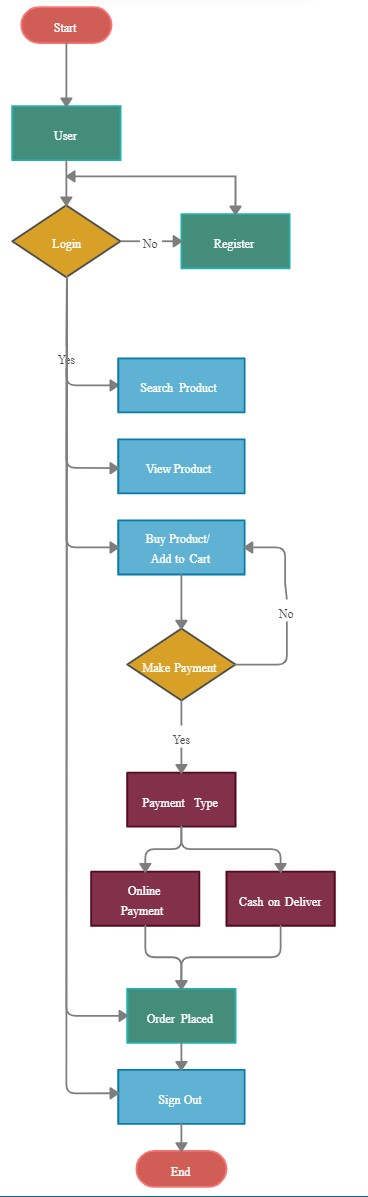 Start
User
Login
No
Register
Yes
Search Product
View Product
Buy Product/
Add to Cart
No
Make Payment
Yes
Payment Type
Online
Payment
Cash on Deliver
Order Placed
Sign Out
End